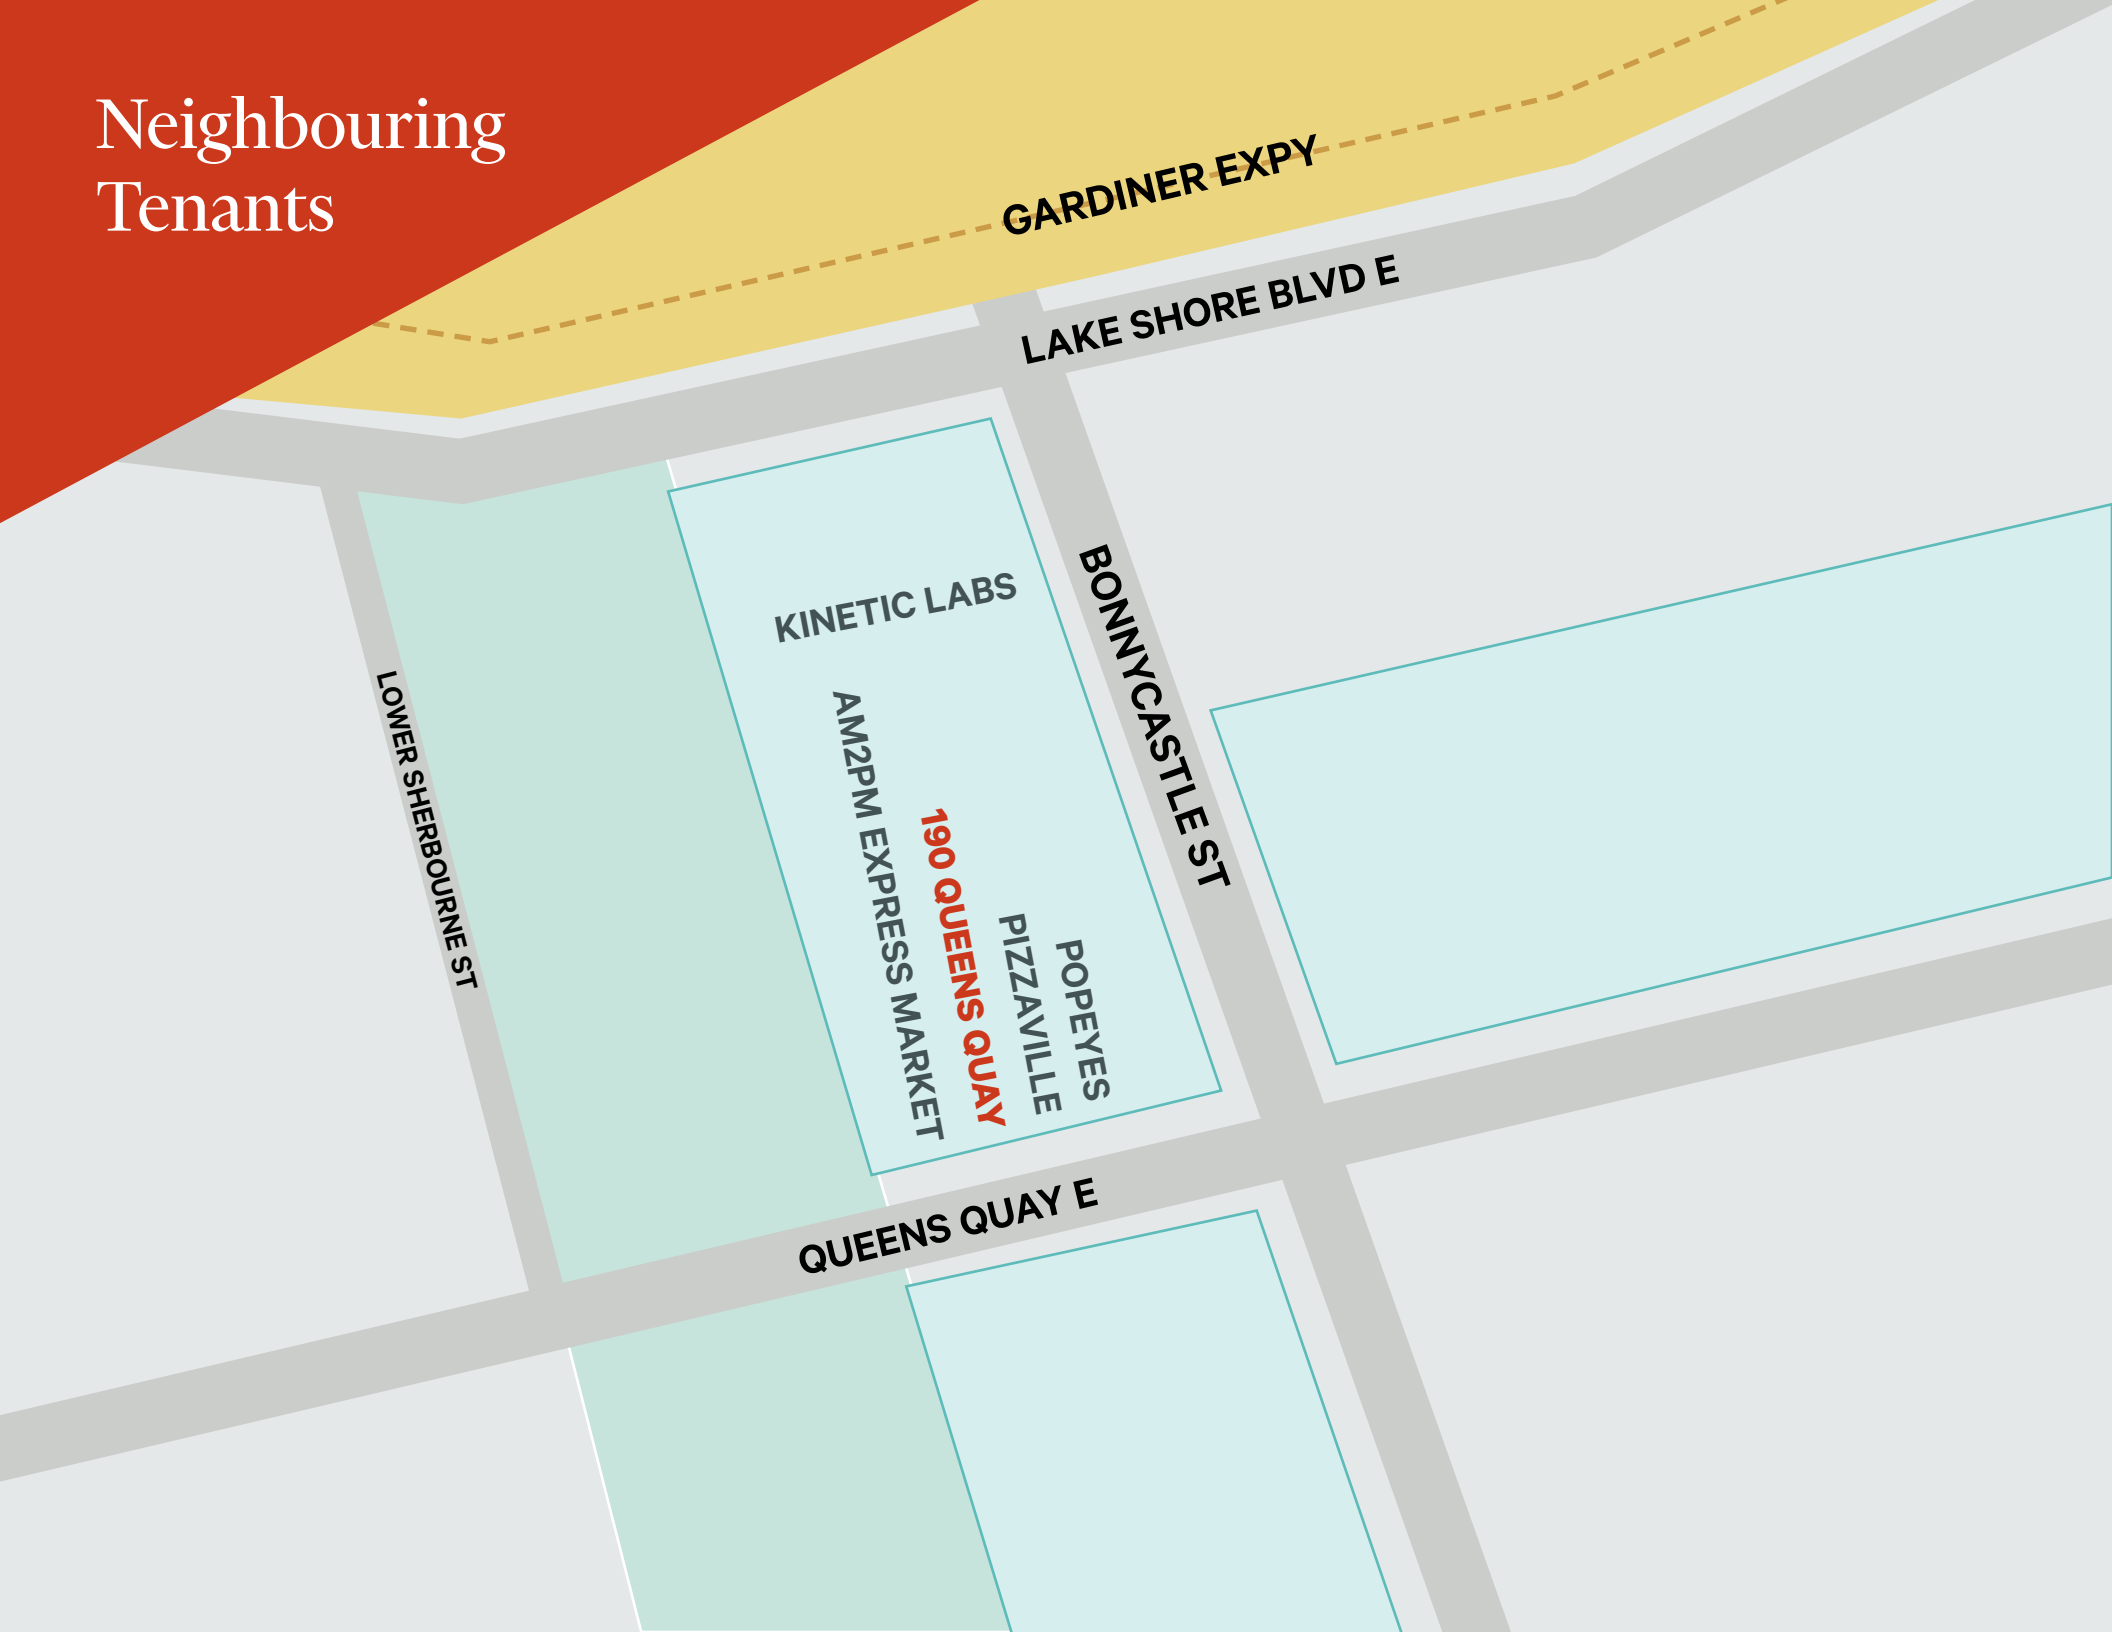 Neighbouring
Tenants
GARDINER EXPY
LAKE SHORE BLVD E
BONNYCASTLE ST
KINETIC LABS
LOWER SHERBOURNE ST
AM2PM EXPRESS MARKET
190 QUEENS QUAY
PIZZAVILLE
POPEYES
QUEENS QUAY E